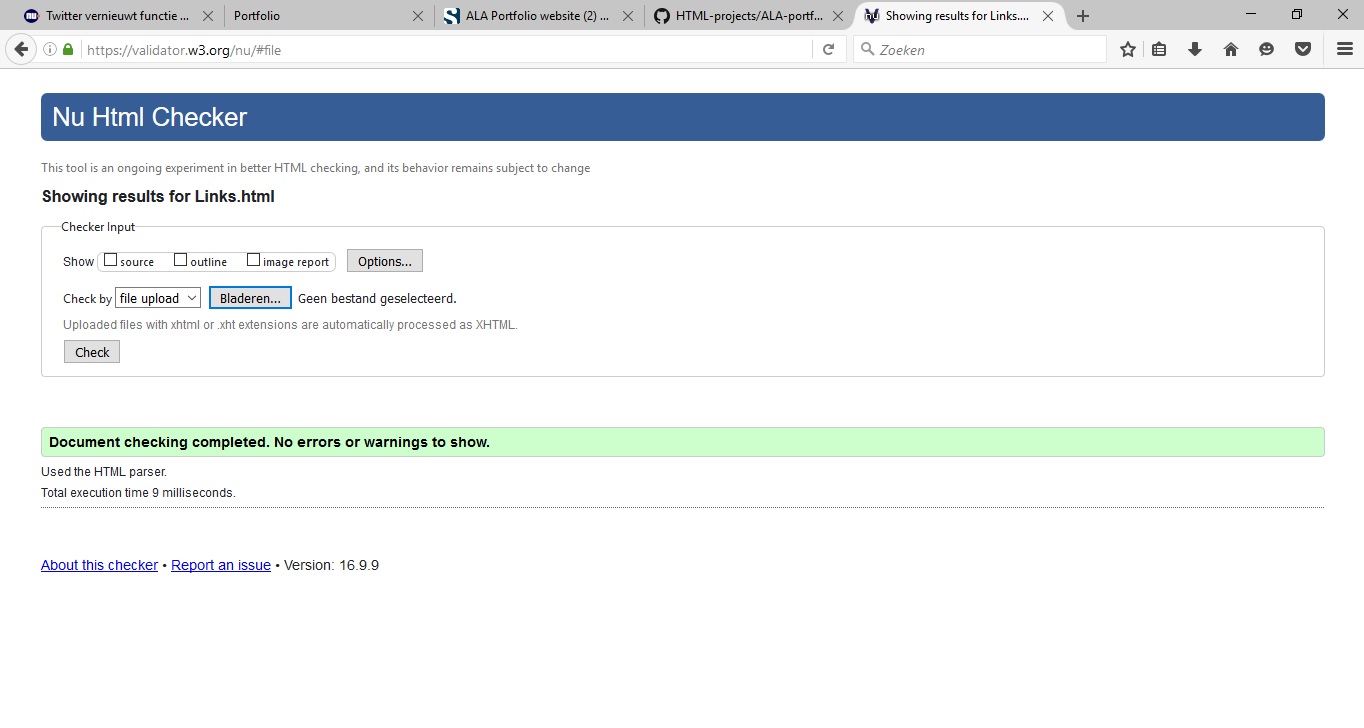 nu Twitter vernieuwt functie ... Portfolio S ALA Portfolio website (2) ... HTML-projects/ALA-portf... nu Showing results for Links....
https://validator.w3.org/nu/#file Zoeken
Nu Html Checker
This tool is an ongoing experiment in better HTML checking, and its behavior remains subject to change
Showing results for Links.html
Checker Input
Show source outline image report Options...
Check by file upload Bladeren... Geen bestand geselecteerd.
Uploaded files with xhtml or .xht extensions are automatically processed as XHTML.
Check
Document checking completed. No errors or warnings to show.
Used the HTML parser.
Total execution time 9 milliseconds.
About this checker • Report an issue • Version: 16.9.9